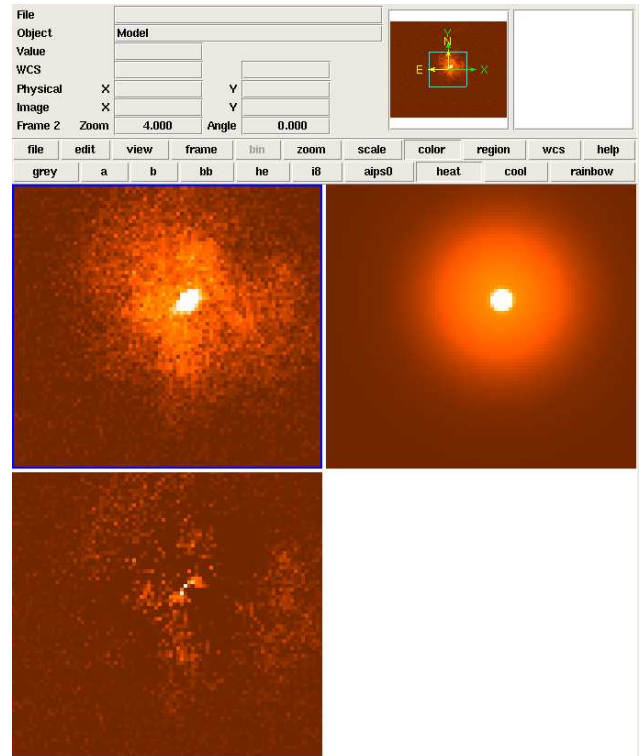 File
Object Model
Value
WCS
Physical X Y
Image X Y
Frame 2 Zoom 4.000 Angle 0.000
Y
N
E X
file edit view frame bin zoom scale color region wcs help
grey a b bb he i8 aips0 heat cool rainbow